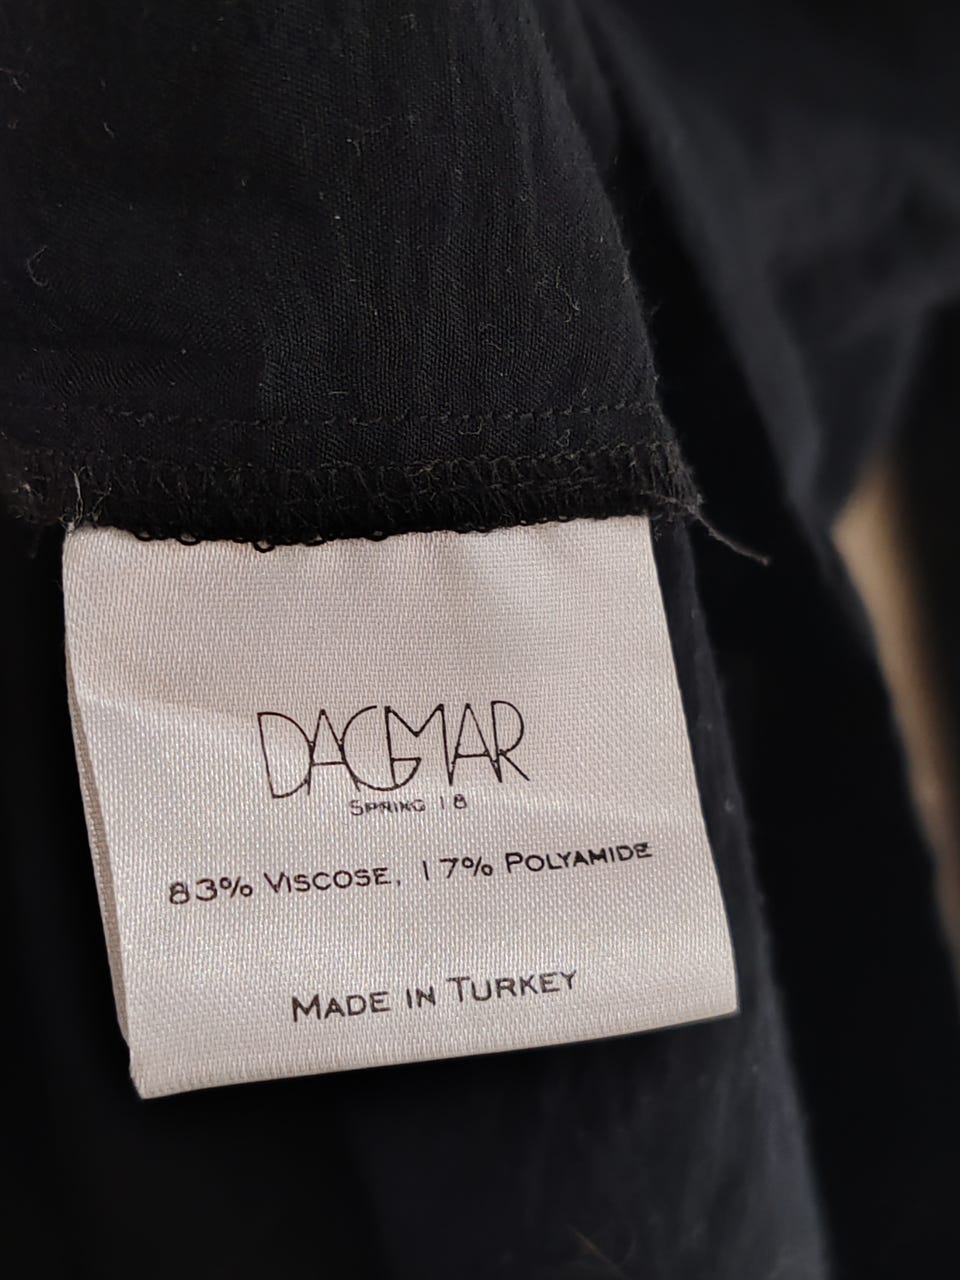 DAGMAR
SPRING 18
83% VISCOSE, 17% POLYAMIDE
MADE IN TURKEY